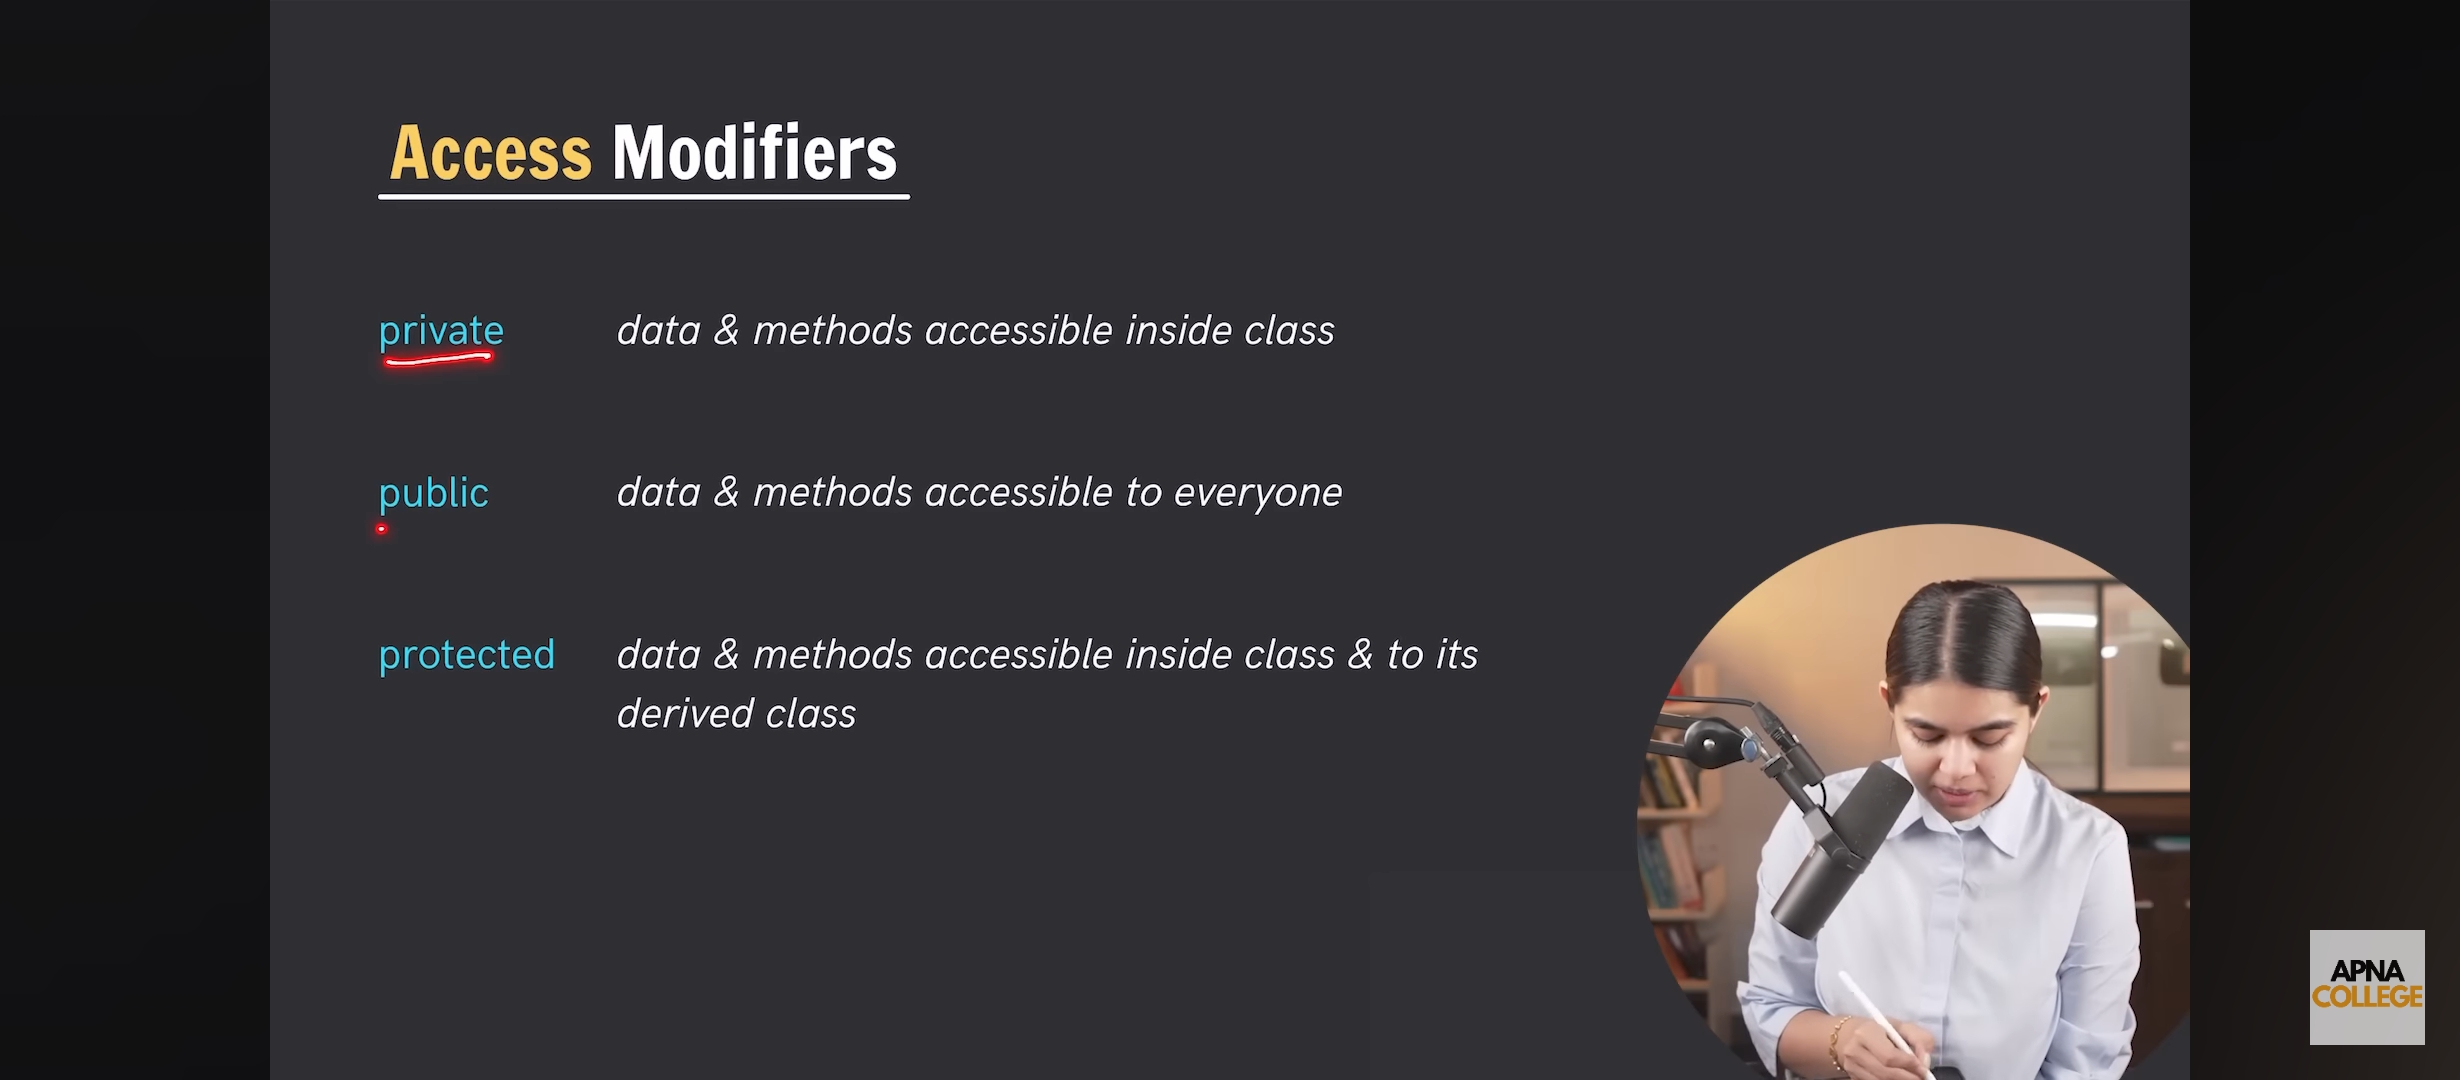 Access Modifiers
private data & methods accessible inside class
public data & methods accessible to everyone
protected data & methods accessible inside class & to its
derived class
APNA
COLLEGE